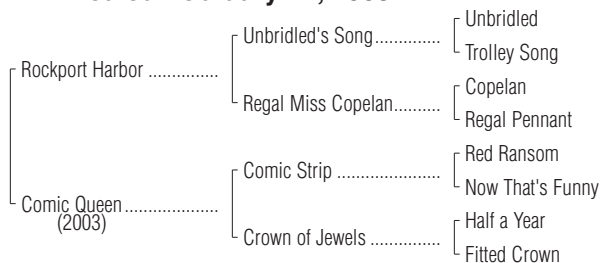 Unbridled
Unbridled's Song..............
Trolley Song
Rockport Harbor ...............
Copelan
Regal Miss Copelan..........
Regal Pennant
Red Ransom
Comic Strip ......................
Now That's Funny
Comic Queen....................
(2003)
Half a Year
Crown of Jewels ...............
Fitted Crown